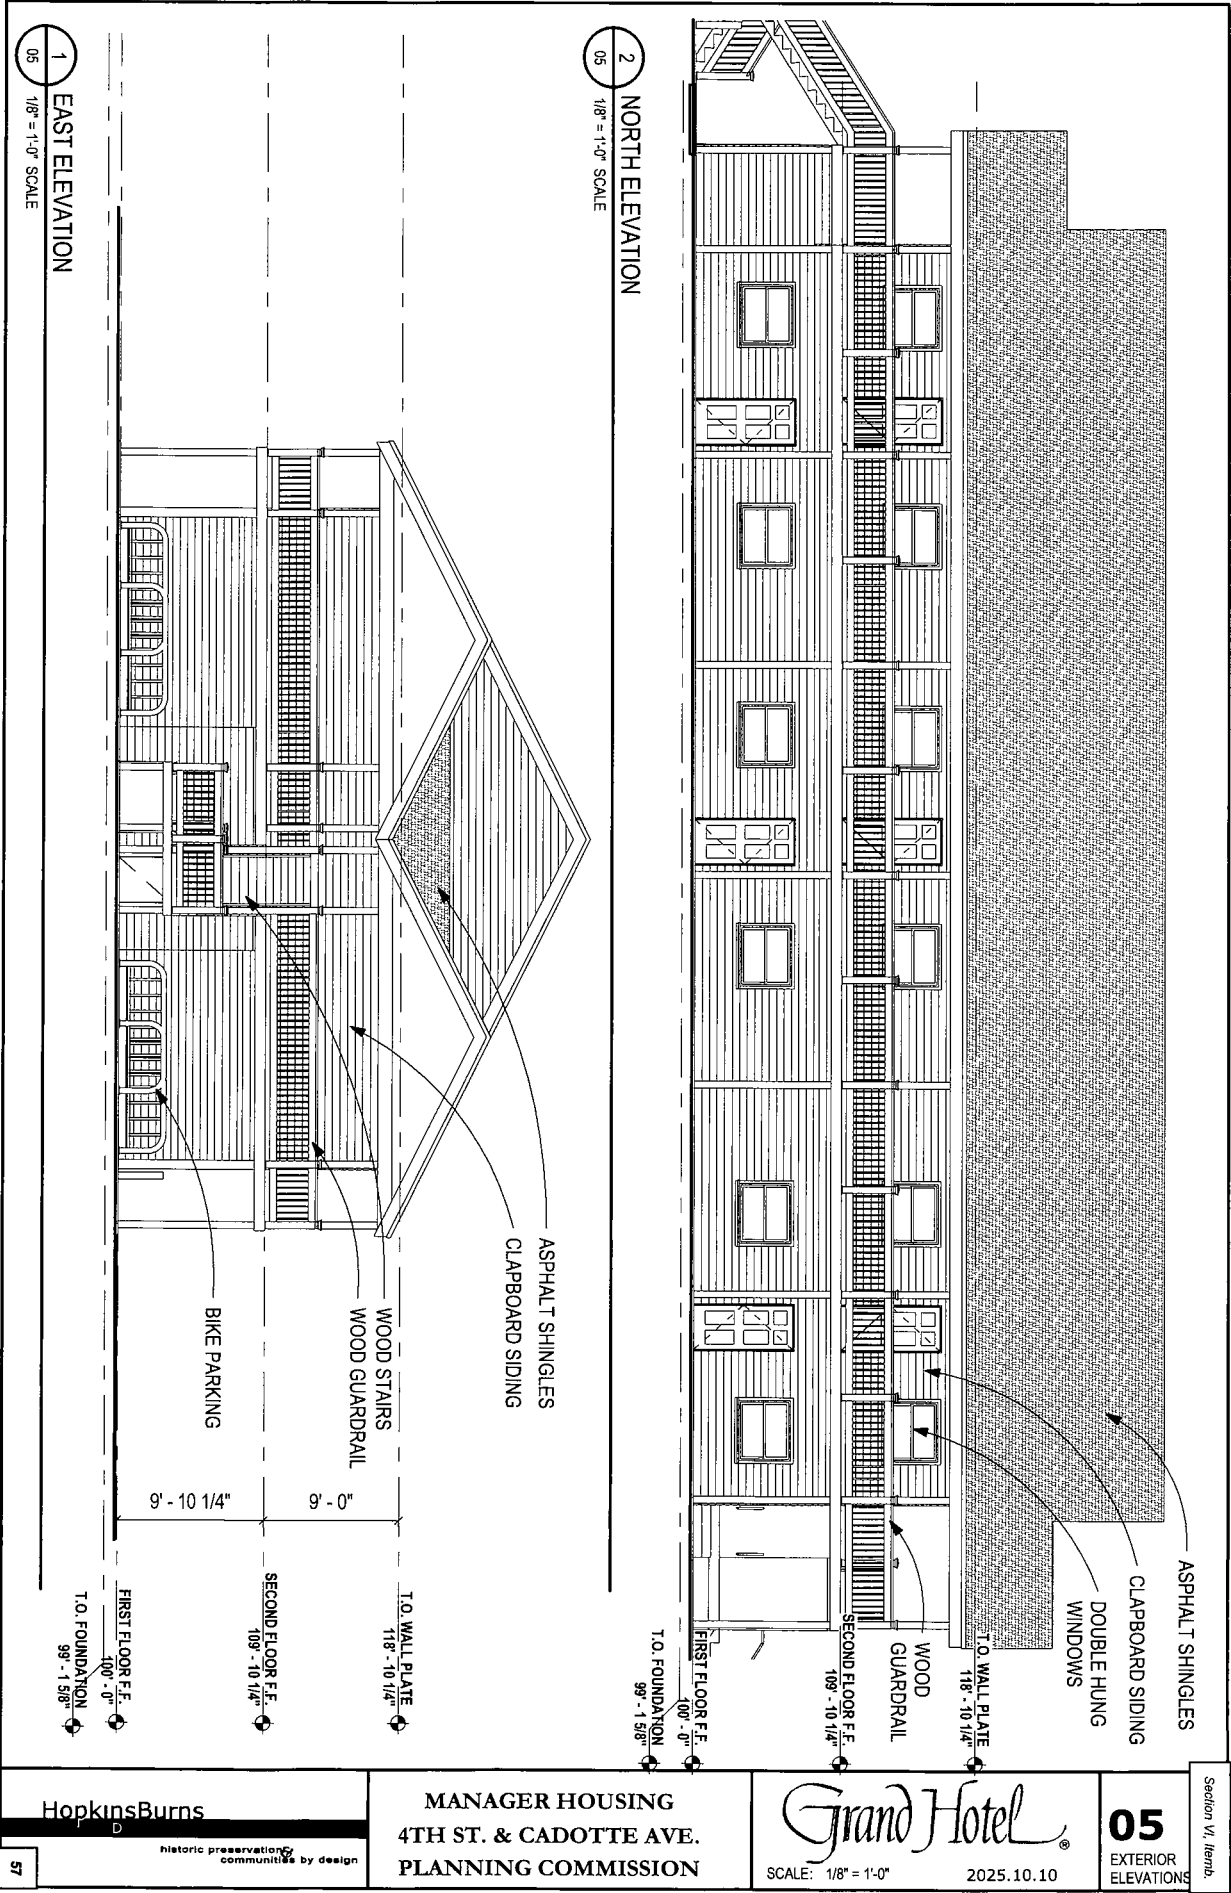 ASPHALT SHINGLES
CLAPBOARD SIDING
DOUBLE HUNG
WINDOWS
WOOD
GUARDRAIL
T.O. WALL PLATE
118' - 10 1/4"
SECOND FLOOR F.F.
109' - 10 1/4"
FIRST FLOOR F.F.
100' - 0"
T.O. FOUNDATION
99' - 1 5/8"
2
05
NORTH ELEVATION
1/8" = 1'-0" SCALE
ASPHALT SHINGLES
CLAPBOARD SIDING
WOOD STAIRS
WOOD GUARDRAIL
BIKE PARKING
9' - 0"
9' - 10 1/4"
T.O. WALL PLATE
118' - 10 1/4"
SECOND FLOOR F.F.
109' - 10 1/4"
FIRST FLOOR F.F.
100' - 0"
T.O. FOUNDATION
99' - 1 5/8"
1
05
EAST ELEVATION
1/8" = 1'-0" SCALE
HopkinsBurns
D
historic preservation &
communities by design
57
MANAGER HOUSING
4TH ST. & CADOTTE AVE.
PLANNING COMMISSION
Grand Hotel®
SCALE: 1/8" = 1'-0"
2025.10.10
05
EXTERIOR
ELEVATIONS
Section VI, Itemb.